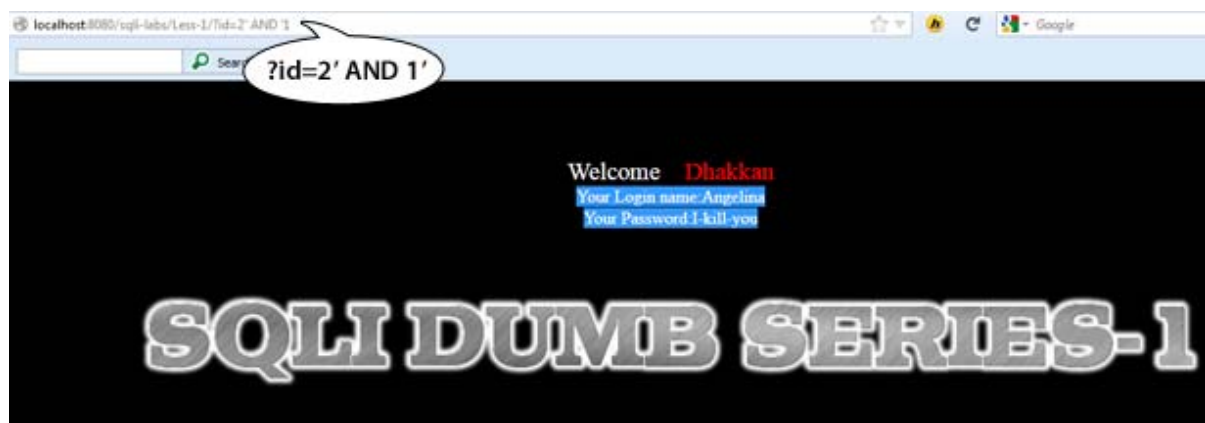 localhost:8080/sqli-labs/Less-1/?id=2' AND '1
Google
Sear
?id=2' AND 1'
Welcome Dhakkan
Your Login name:Angelina
Your Password:I-kill-you
SQLI DUMB SERIES-1